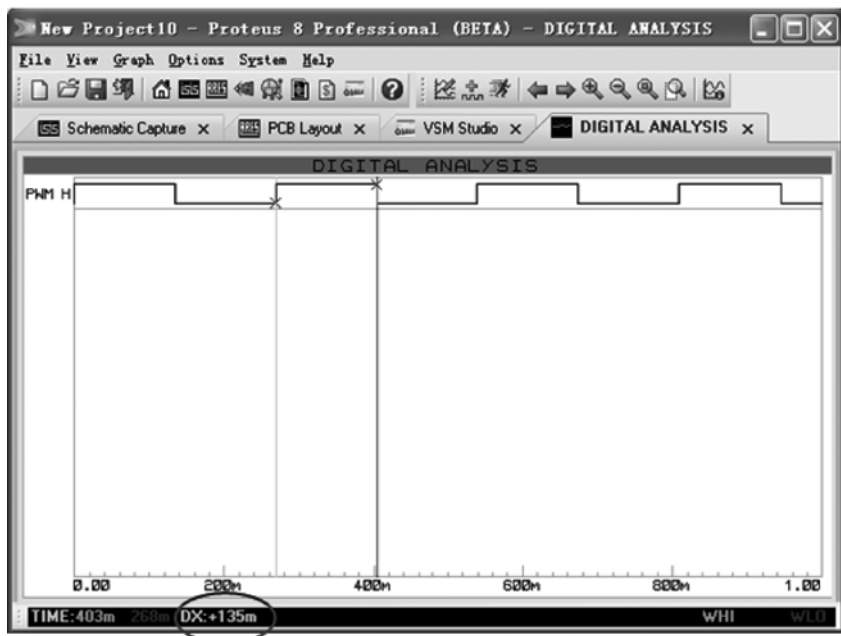 New Project10 - Proteus 8 Professional (BETA) - DIGITAL ANALYSIS
File View Graph Options System Help
Schematic Capture x PCB Layout x VSM Studio x DIGITAL ANALYSIS x
DIGITAL ANALYSIS
PWM H
0.00 200m 400m 600m 800m 1.00
TIME:403m 268m DX:+135m WHI WLO